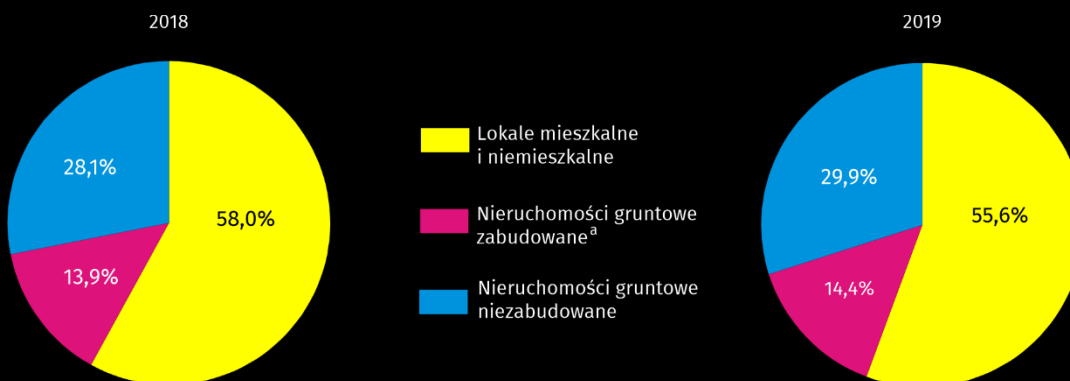 2018
2019
28,1%
58,0%
13,9%
Lokale mieszkalne
i niemieszkalne
Nieruchomości gruntowe
zabudowane a
Nieruchomości gruntowe
niezabudowane
29,9%
55,6%
14,4%